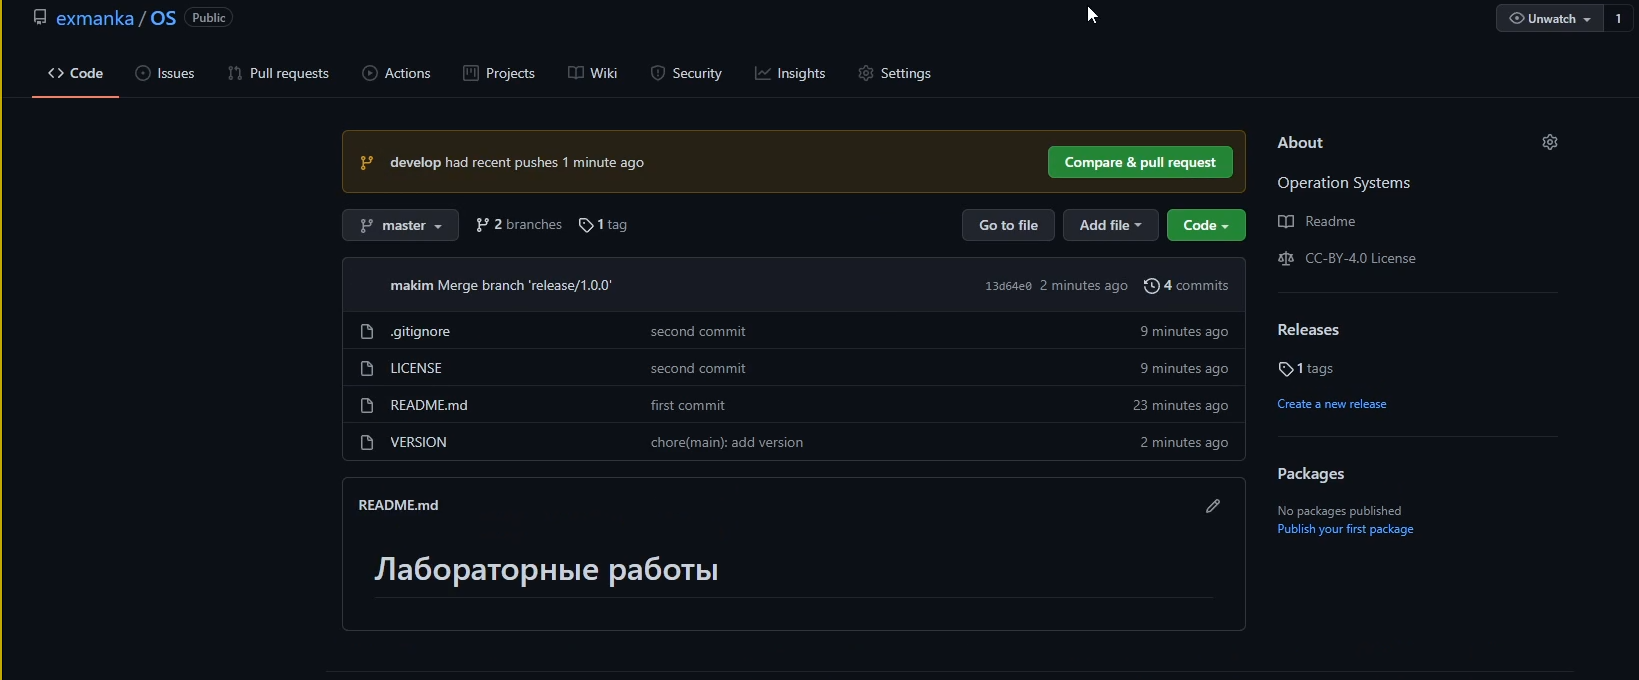 exmanka / OS Public
Unwatch 1
Code Issues Pull requests Actions Projects Wiki Security Insights Settings
develop had recent pushes 1 minute ago Compare & pull request
master 2 branches 1 tag Go to file Add file Code
makim Merge branch 'release/1.0.0' 13d64e0 2 minutes ago 4 commits
.gitignore second commit 9 minutes ago
LICENSE second commit 9 minutes ago
README.md first commit 23 minutes ago
VERSION chore(main): add version 2 minutes ago
README.md
Лабораторные работы
About
Operation Systems
Readme
CC-BY-4.0 License
Releases
1 tags
Create a new release
Packages
No packages published
Publish your first package